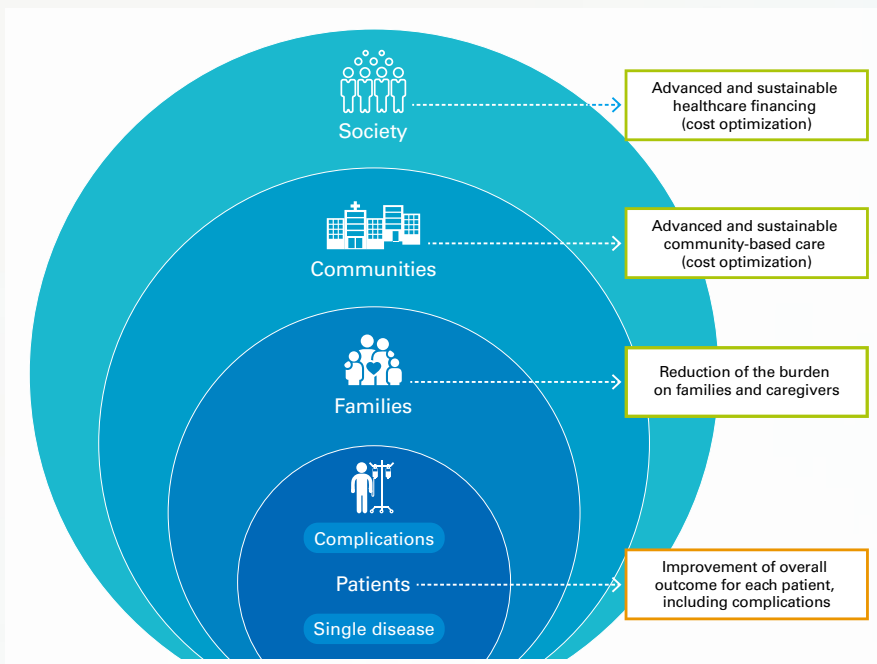 Society
Advanced and sustainable
healthcare financing
(cost optimization)
Communities
Advanced and sustainable
community-based care
(cost optimization)
Families
Reduction of the burden
on families and caregivers
Complications
Patients
Single disease
Improvement of overall
outcome for each patient,
including complications